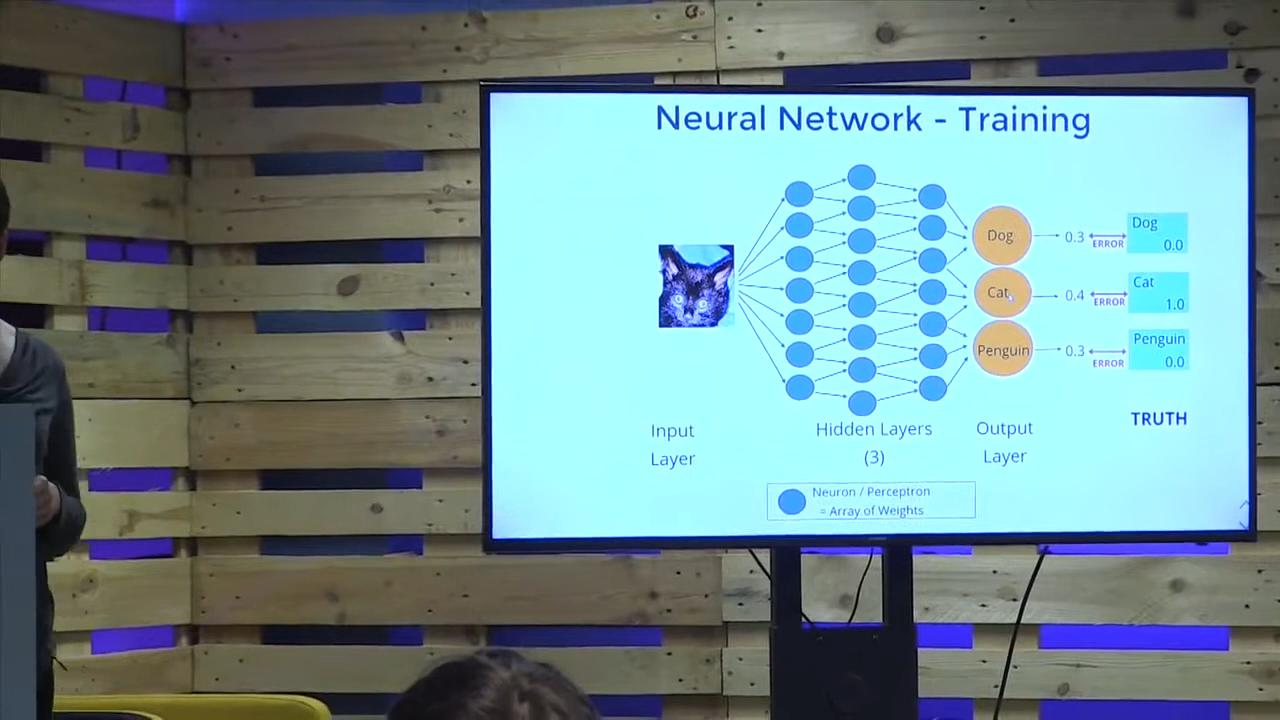 Neural Network - Training
Dog
0.3
ERROR
Dog
0.0
Cat
0.4
ERROR
Cat
1.0
Penguin
0.3
ERROR
Penguin
0.0
Input
Layer
Hidden Layers
(3)
Output
Layer
TRUTH
Neuron / Perceptron
= Array of Weights